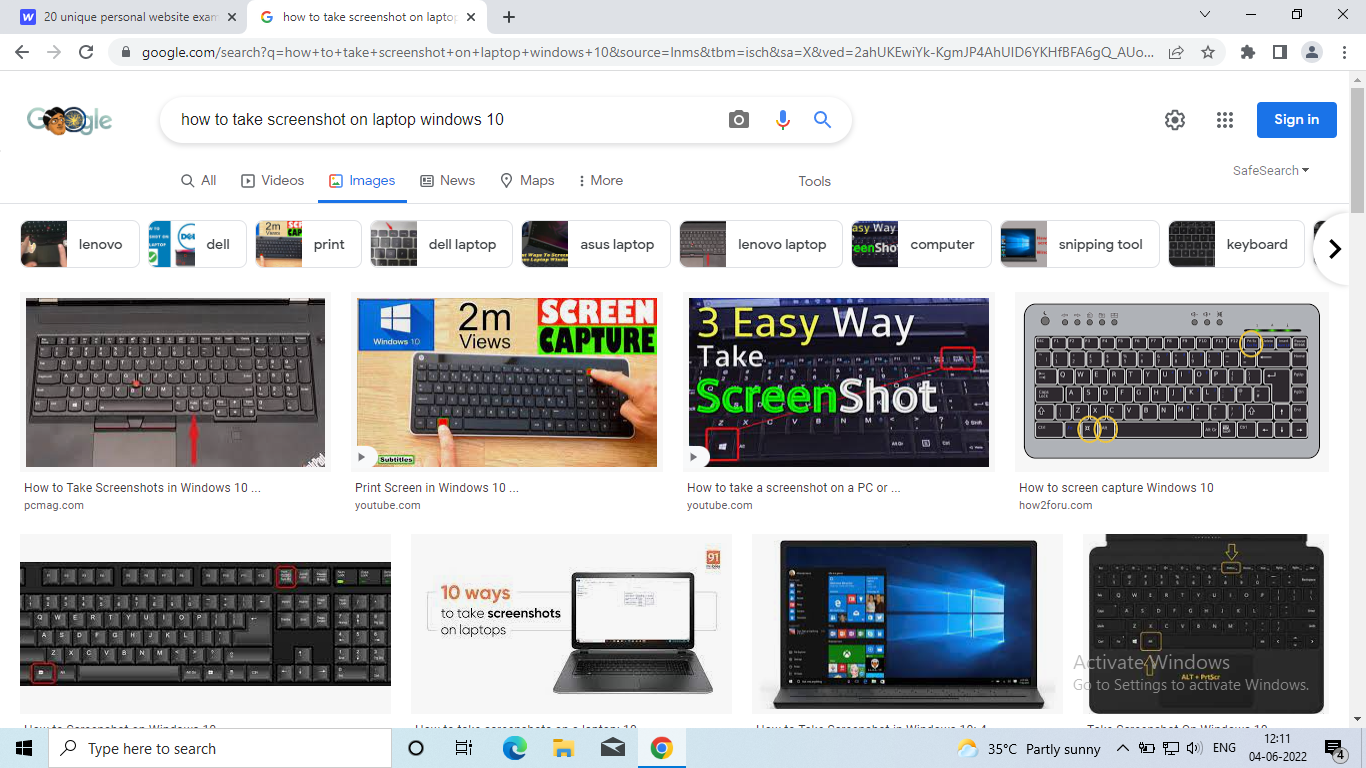 20 unique personal website exam
how to take screenshot on laptop
google.com/search?q=how+to+take+screenshot+on+laptop+windows+10&source=lnms&tbm=isch&sa=X&ved=2ahUKEwiYk-KgmJP4AhUID6YKHfBFA6gQ_AUo...
Google
how to take screenshot on laptop windows 10
Sign in
All
Videos
Images
News
Maps
More
Tools
SafeSearch
lenovo
dell
print
dell laptop
asus laptop
lenovo laptop
computer
snipping tool
keyboard
Windows 10
2m
Views
SCREEN
CAPTURE
Subtitles
3 Easy Way
Take
ScreenShot
How to Take Screenshots in Windows 10 ...
pcmag.com
Print Screen in Windows 10 ...
youtube.com
How to take a screenshot on a PC or ...
youtube.com
How to screen capture Windows 10
how2foru.com
10 ways
to take screenshots
on laptops
91
ALT + PrtScr
Activate Windows
Go to Settings to activate Windows.
How to Screenshot on Windows 10
How to take screenshots on a laptop: 10
How to Take Screenshot in Windows 10: 4
Take Screenshot On Windows 10
Type here to search
35°C Partly sunny
ENG
12:11
04-06-2022
4